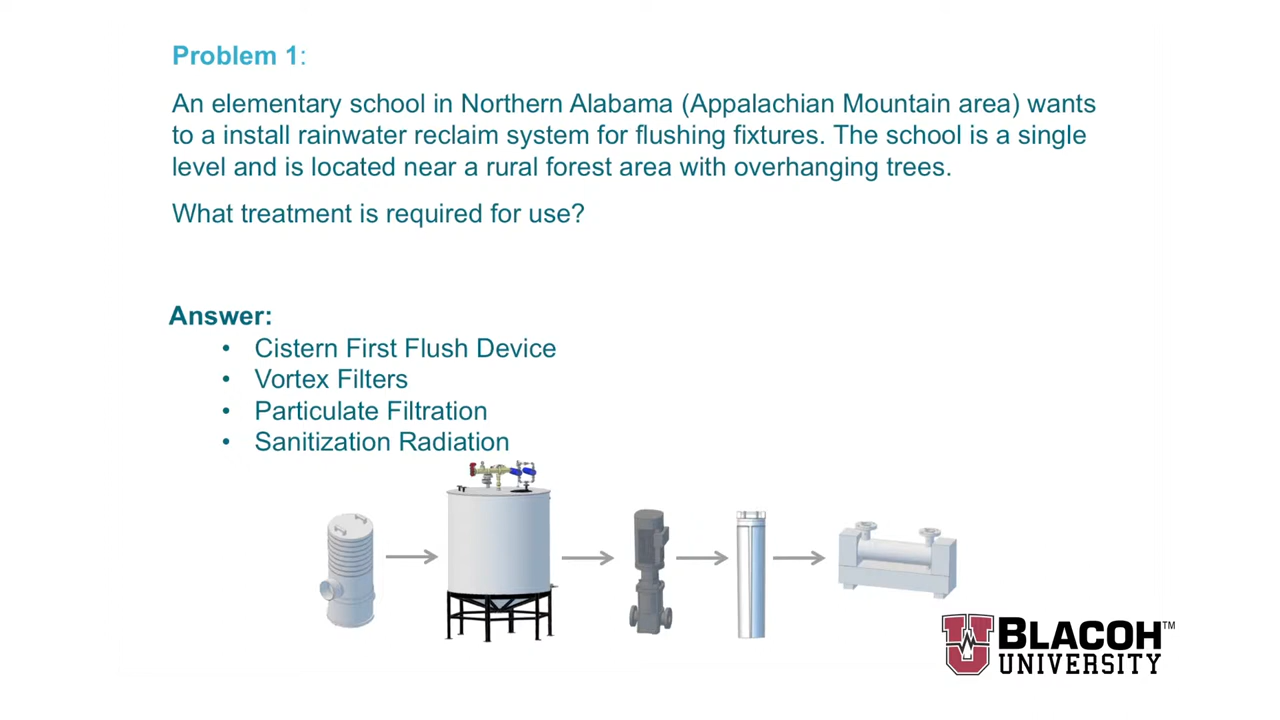 Problem 1:
An elementary school in Northern Alabama (Appalachian Mountain area) wants
to a install rainwater reclaim system for flushing fixtures. The school is a single
level and is located near a rural forest area with overhanging trees.
What treatment is required for use?
Answer:
• Cistern First Flush Device
• Vortex Filters
• Particulate Filtration
• Sanitization Radiation
U BLACOH™
UNIVERSITY